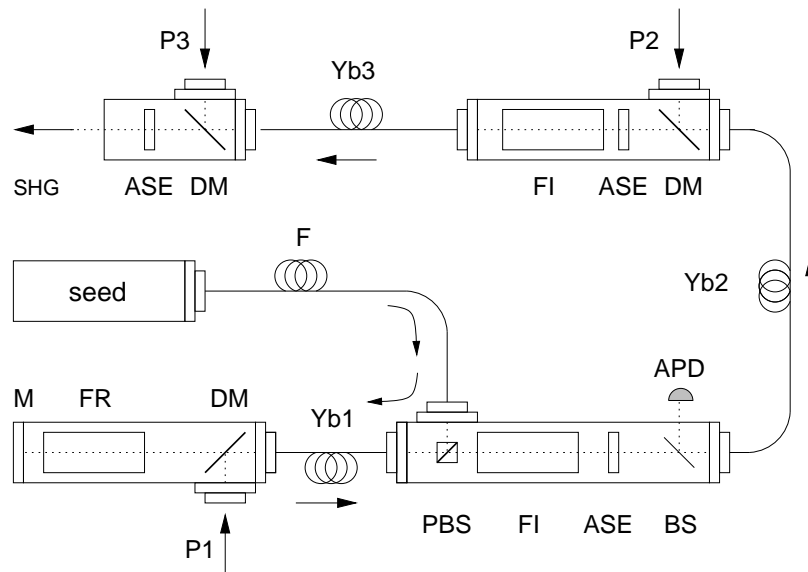 P3
P2
Yb3
SHG
ASE
DM
FI
ASE
DM
F
Yb2
seed
APD
M
FR
DM
Yb1
PBS
FI
ASE
BS
P1